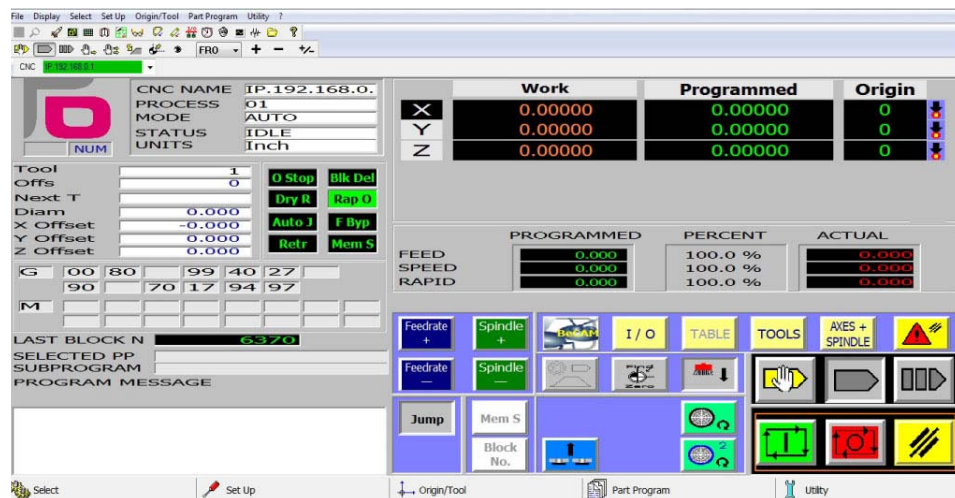 File Display Select Set Up Origin/Tool Part Program Utility ?
FRO + − +⁄-
CNC IP.192.168.0.1
CNC NAME IP.192.168.0.
PROCESS 01
MODE AUTO
STATUS IDLE
UNITS Inch
NUM
Work Programmed Origin
X 0.00000 0.00000 0
Y 0.00000 0.00000 0
Z 0.00000 0.00000 0
Tool 1
Offs 0
Next T
Diam 0.000
X Offset -0.000
Y Offset 0.000
Z Offset 0.000
O Stop Blk Del
Dry R Rap O
Auto J F Byp
Retr Mem S
PROGRAMMED PERCENT ACTUAL
FEED 0.000 100.0 % 0.000
SPEED 0.000 100.0 % 0.000
RAPID 0.000 100.0 % 0.000
G 00 80 99 40 27
90 70 17 94 97
M
LAST BLOCK N 6370
SELECTED PP
SUBPROGRAM
PROGRAM MESSAGE
Feedrate + Spindle + BeCAM I / O TABLE TOOLS AXES + SPINDLE
Feedrate − Spindle − Zero
Jump Mem S
Block No. 2
Select Set Up Origin/Tool Part Program Utility